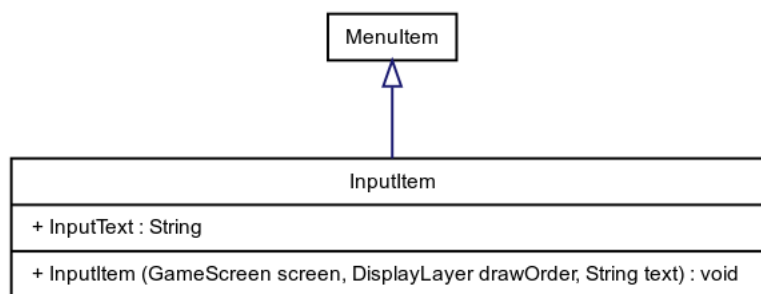 MenuItem
InputItem
+ InputText : String
+ InputItem (GameScreen screen, DisplayLayer drawOrder, String text) : void